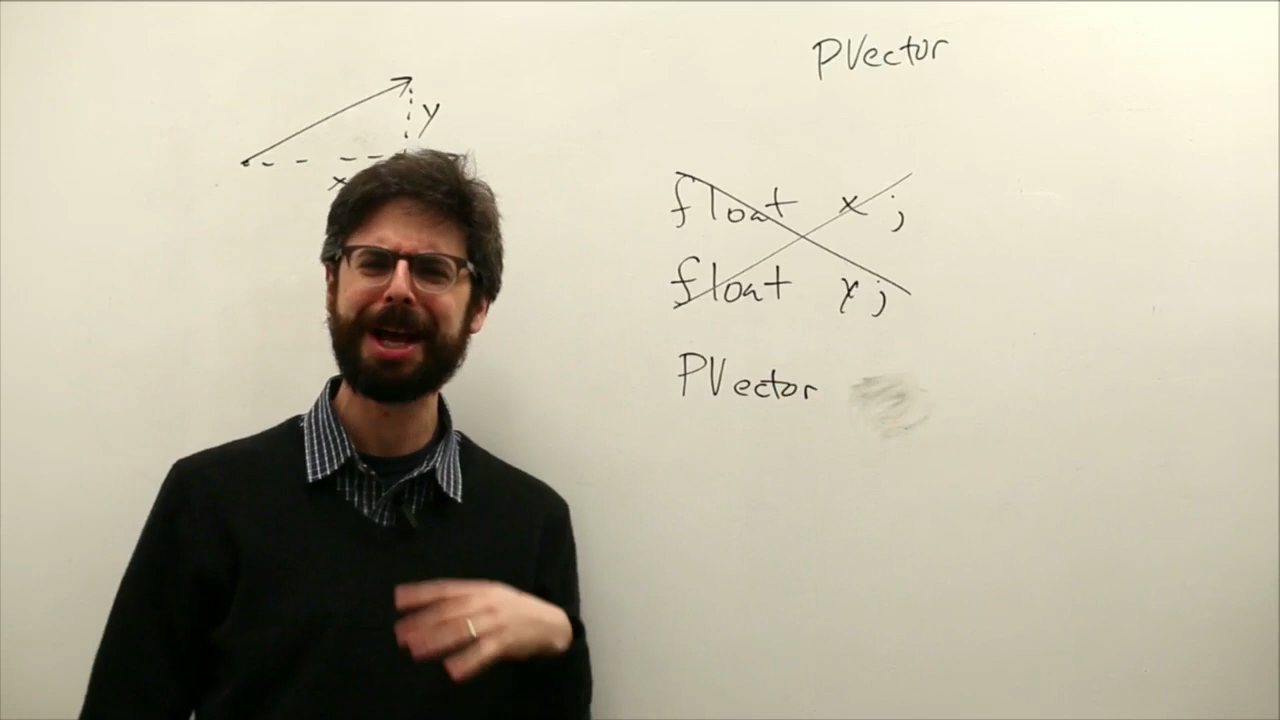 PVector
y
x
float x;
float y;
PVector